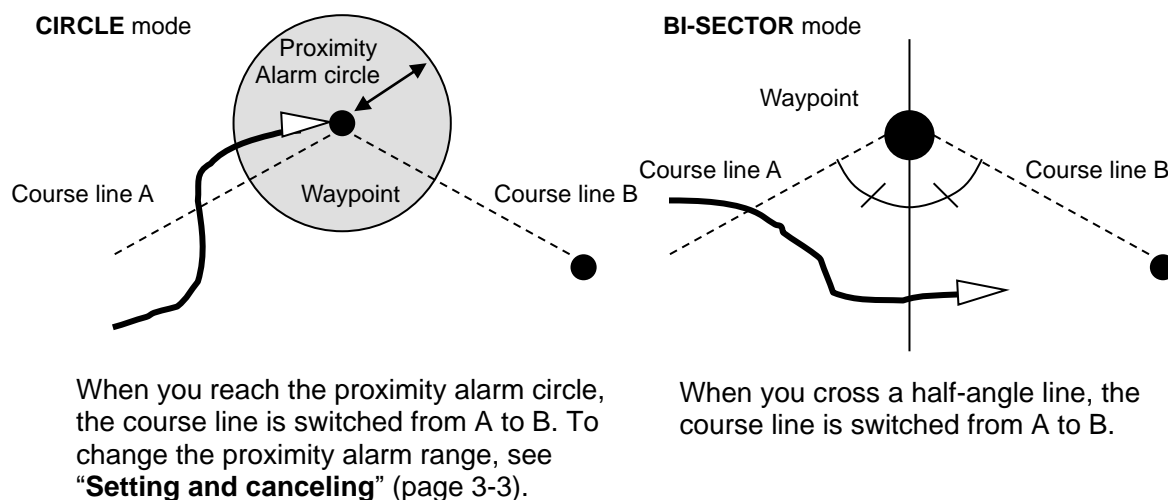 CIRCLE mode
Proximity
Alarm circle
Course line A
Waypoint
Course line B
When you reach the proximity alarm circle,
the course line is switched from A to B. To
change the proximity alarm range, see
“Setting and canceling” (page 3-3).
BI-SECTOR mode
Waypoint
Course line A
Course line B
When you cross a half-angle line, the
course line is switched from A to B.